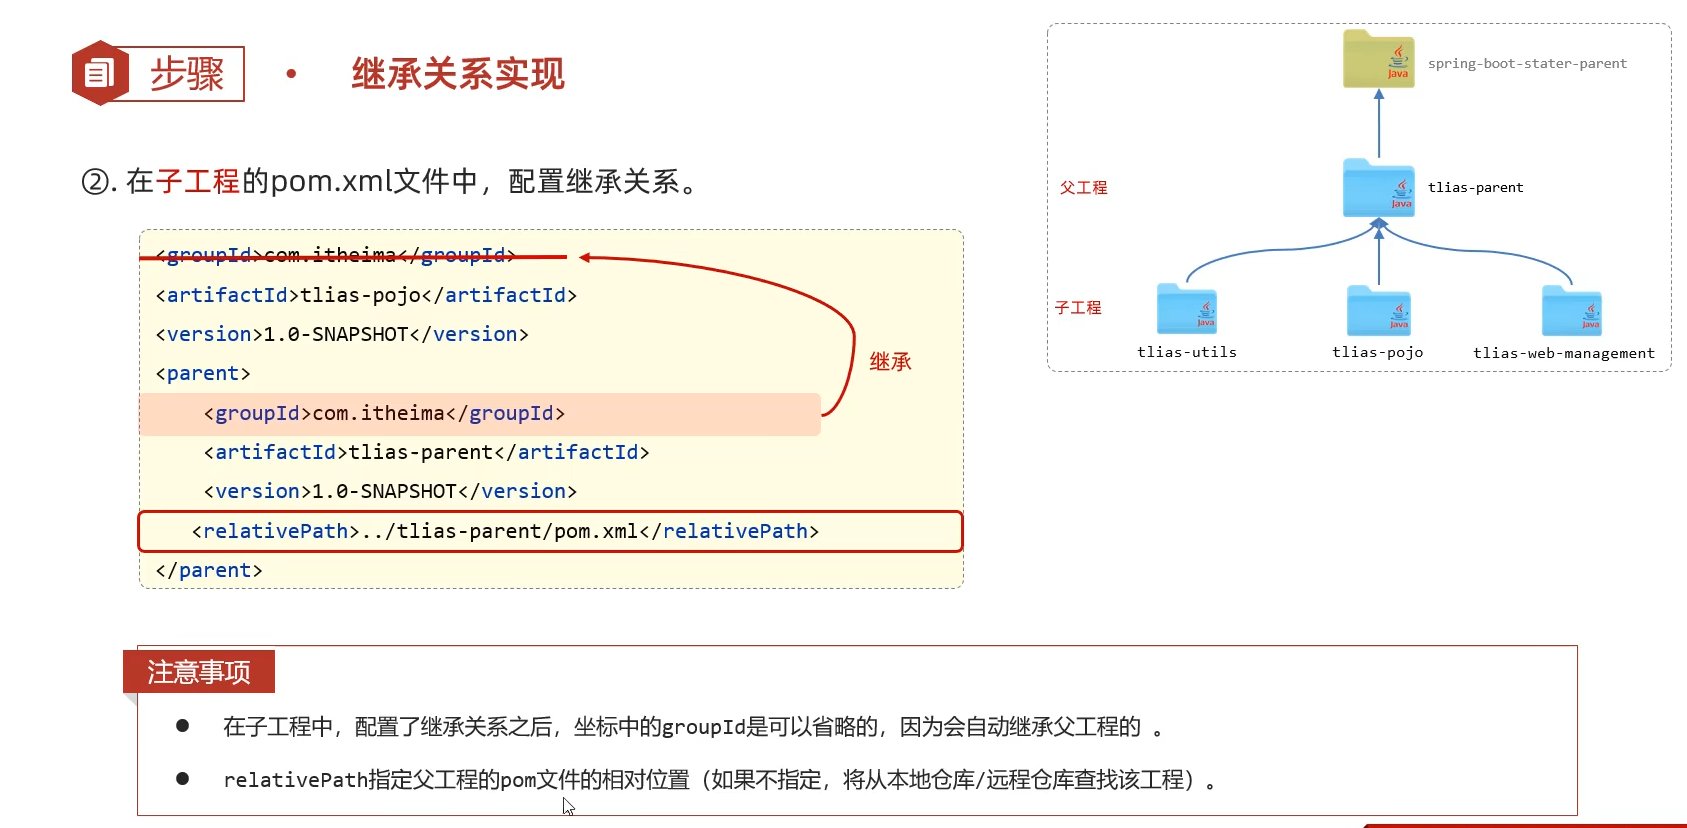 步骤
继承关系实现
②. 在子工程的pom.xml文件中，配置继承关系。
<groupId>com.itheima</groupId>
<artifactId>tlias-pojo</artifactId>
<version>1.0-SNAPSHOT</version>
<parent>
<groupId>com.itheima</groupId>
<artifactId>tlias-parent</artifactId>
<version>1.0-SNAPSHOT</version>
<relativePath>../tlias-parent/pom.xml</relativePath>
</parent>
继承
Java
spring-boot-stater-parent
父工程
Java
tlias-parent
子工程
Java
Java
Java
tlias-utils
tlias-pojo
tlias-web-management
注意事项
● 在子工程中，配置了继承关系之后，坐标中的groupId是可以省略的，因为会自动继承父工程的 。
● relativePath指定父工程的pom文件的相对位置（如果不指定，将从本地仓库/远程仓库查找该工程）。